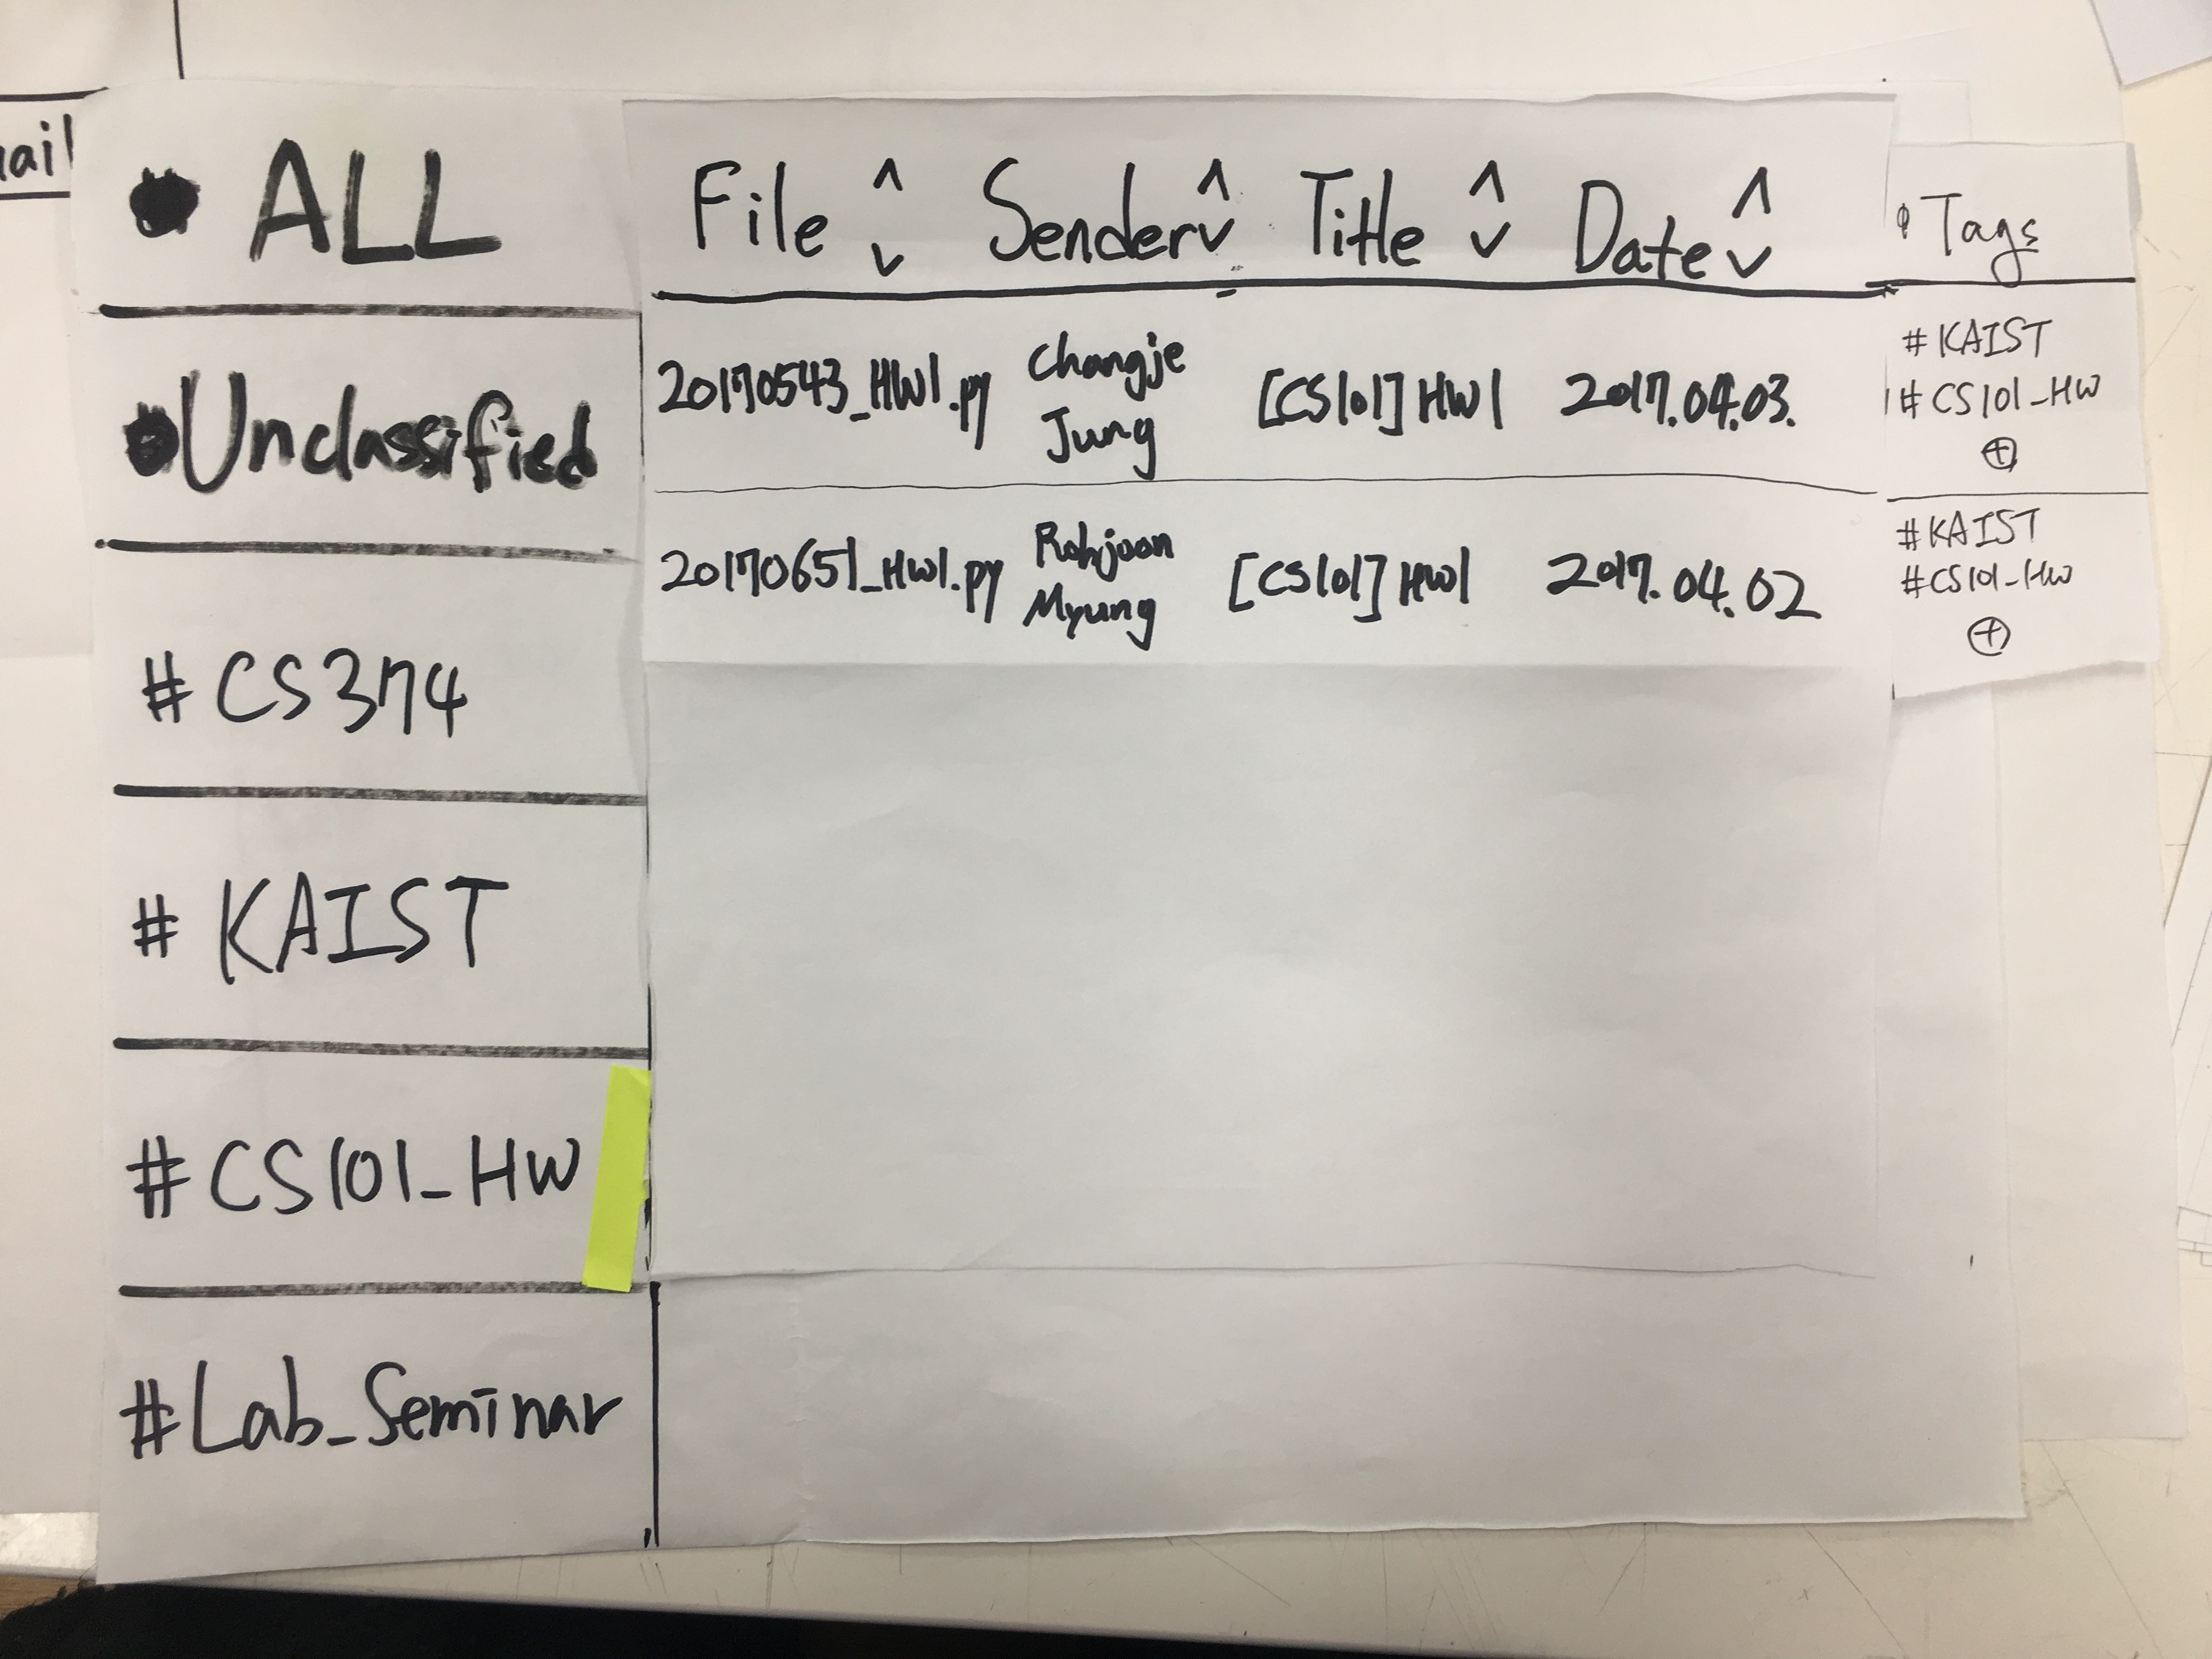 ail
• ALL
• Unclassified
# CS374
# KAIST
# CS101_HW
#Lab_Seminar
File ^ v Sender ^ v Title ^ v Date ^ v Tags
20170543_HW1.py Changje Jung [CS101] HW1 2017.04.03. #KAIST
#CS101_HW
+
20170651_HW1.py Rohjoon Myung [CS101] HW1 2017.04.02 #KAIST
#CS101_HW
+